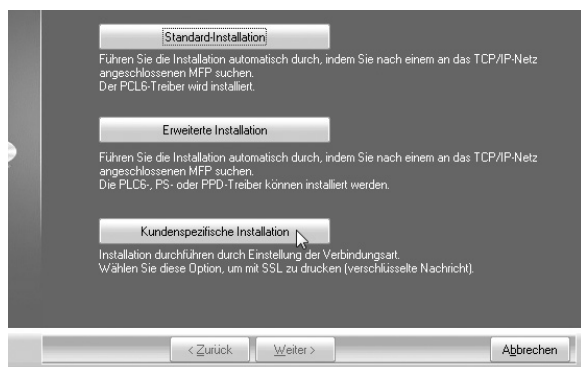 Standard-Installation
Führen Sie die Installation automatisch durch, indem Sie nach einem an das TCP/IP-Netz
angeschlossenen MFP suchen.
Der PCL6-Treiber wird installiert.
Erweiterte Installation
Führen Sie die Installation automatisch durch, indem Sie nach einem an das TCP/IP-Netz
angeschlossenen MFP suchen.
Die PLC6-, PS- oder PPD-Treiber können installiert werden.
Kundenspezifische Installation
Installation durchführen durch Einstellung der Verbindungsart.
Wählen Sie diese Option, um mit SSL zu drucken (verschlüsselte Nachricht).
< Zurück Weiter > Abbrechen